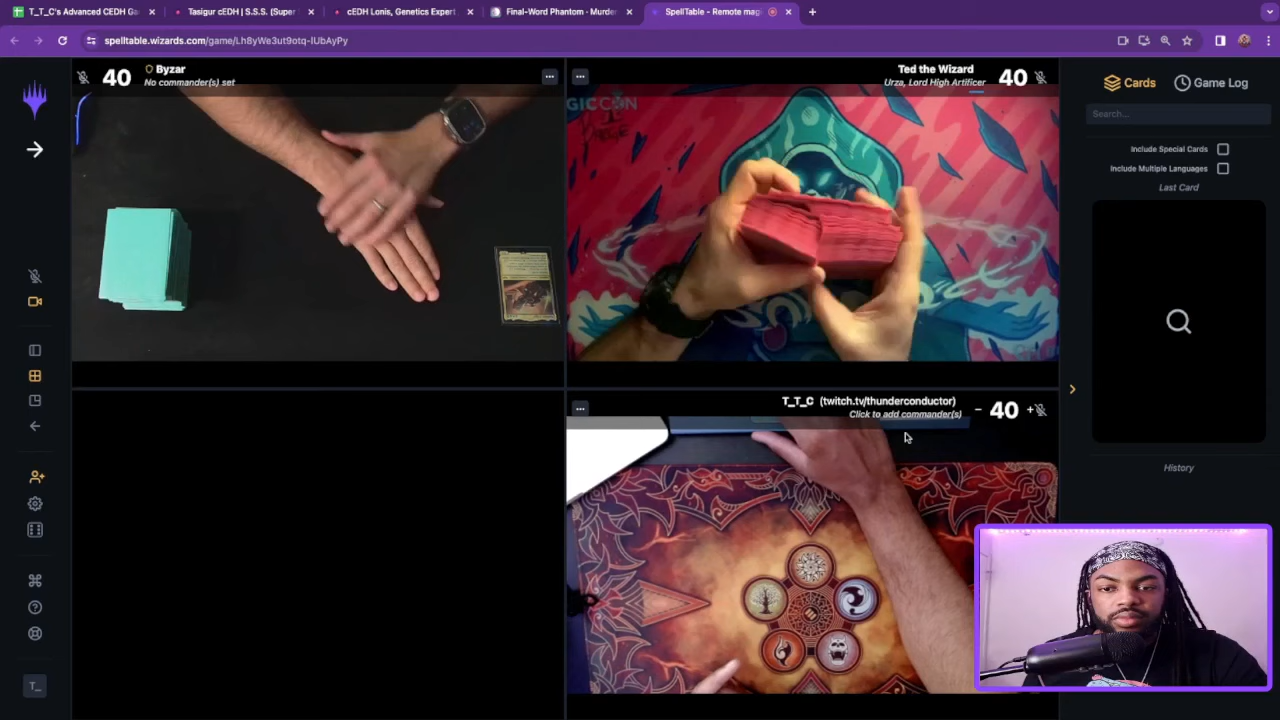 T_T_C's Advanced CEDH Ga
Tasigur cEDH | S.S.S. (Super
cEDH Lonis, Genetics Expert
Final-Word Phantom · Murder
SpellTable - Remote mag
spelltable.wizards.com/game/Lh8yWe3ut9otq-IUbAyPy
40
Byzar
No commander(s) set
Ted the Wizard
Urza, Lord High Artificer
40
GICCON
Cards
Game Log
Search...
Include Special Cards
Include Multiple Languages
Last Card
T_T_C (twitch.tv/thunderconductor)
Click to add commander(s)
- 40 +
History
T_